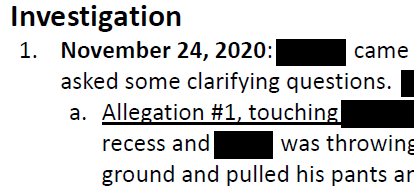 Investigation
1. November 24, 2020: came
asked some clarifying questions.
a. Allegation #1, touching
recess and was throwing
ground and pulled his pants